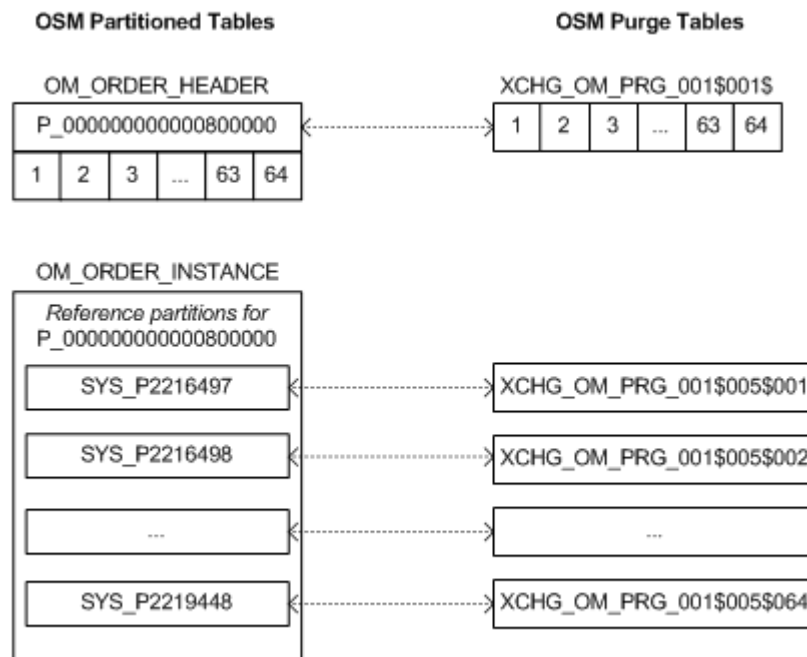 OSM Partitioned Tables
OSM Purge Tables
OM_ORDER_HEADER
XCHG_OM_PRG_001$001$
P_000000000000800000
1 2 3 ... 63 64
1 2 3 ... 63 64
OM_ORDER_INSTANCE
Reference partitions for
P_000000000000800000
SYS_P2216497
XCHG_OM_PRG_001$005$001
SYS_P2216498
XCHG_OM_PRG_001$005$002
...
...
SYS_P2219448
XCHG_OM_PRG_001$005$064